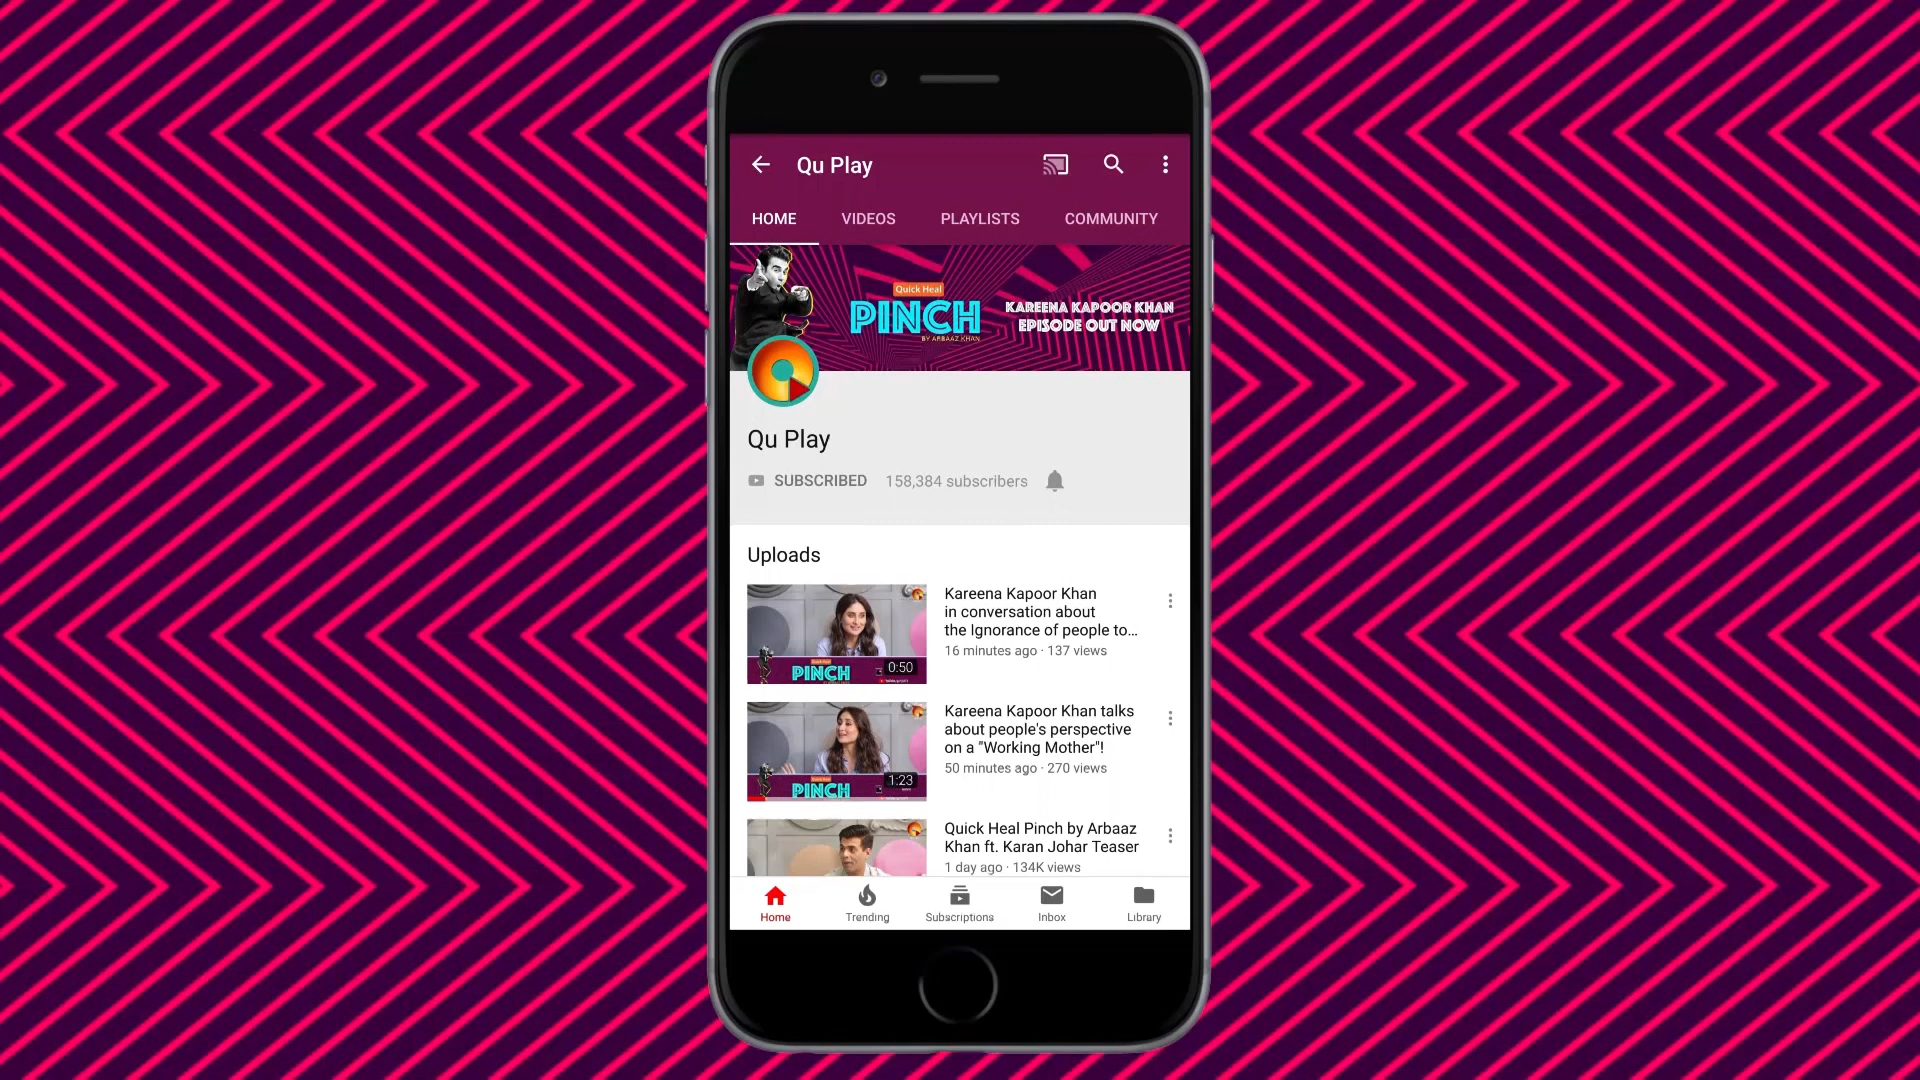 Qu Play
HOME VIDEOS PLAYLISTS COMMUNITY
Quick Heal
PINCH
BY ARBAAZ KHAN
KAREENA KAPOOR KHAN
EPISODE OUT NOW
Qu Play
SUBSCRIBED 158,384 subscribers
Uploads
Kareena Kapoor Khan
in conversation about
the Ignorance of people to…
16 minutes ago · 137 views
Quick Heal
PINCH
0:50
Kareena Kapoor Khan talks
about people's perspective
on a "Working Mother"!
50 minutes ago · 270 views
PINCH
1:23
Quick Heal Pinch by Arbaaz
Khan ft. Karan Johar Teaser
1 day ago · 134K views
Home Trending Subscriptions Inbox Library